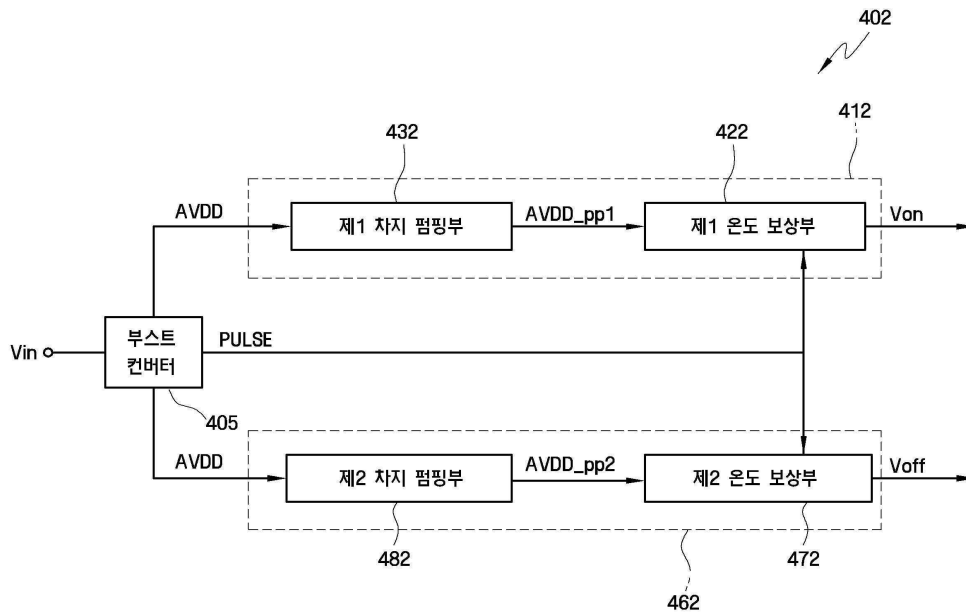 402
432
422
412
AVDD
제1 차지 펌핑부
AVDD_pp1
제1 온도 보상부
Von
Vin
부스트
컨버터
PULSE
405
AVDD
제2 차지 펌핑부
AVDD_pp2
제2 온도 보상부
Voff
482
462
472